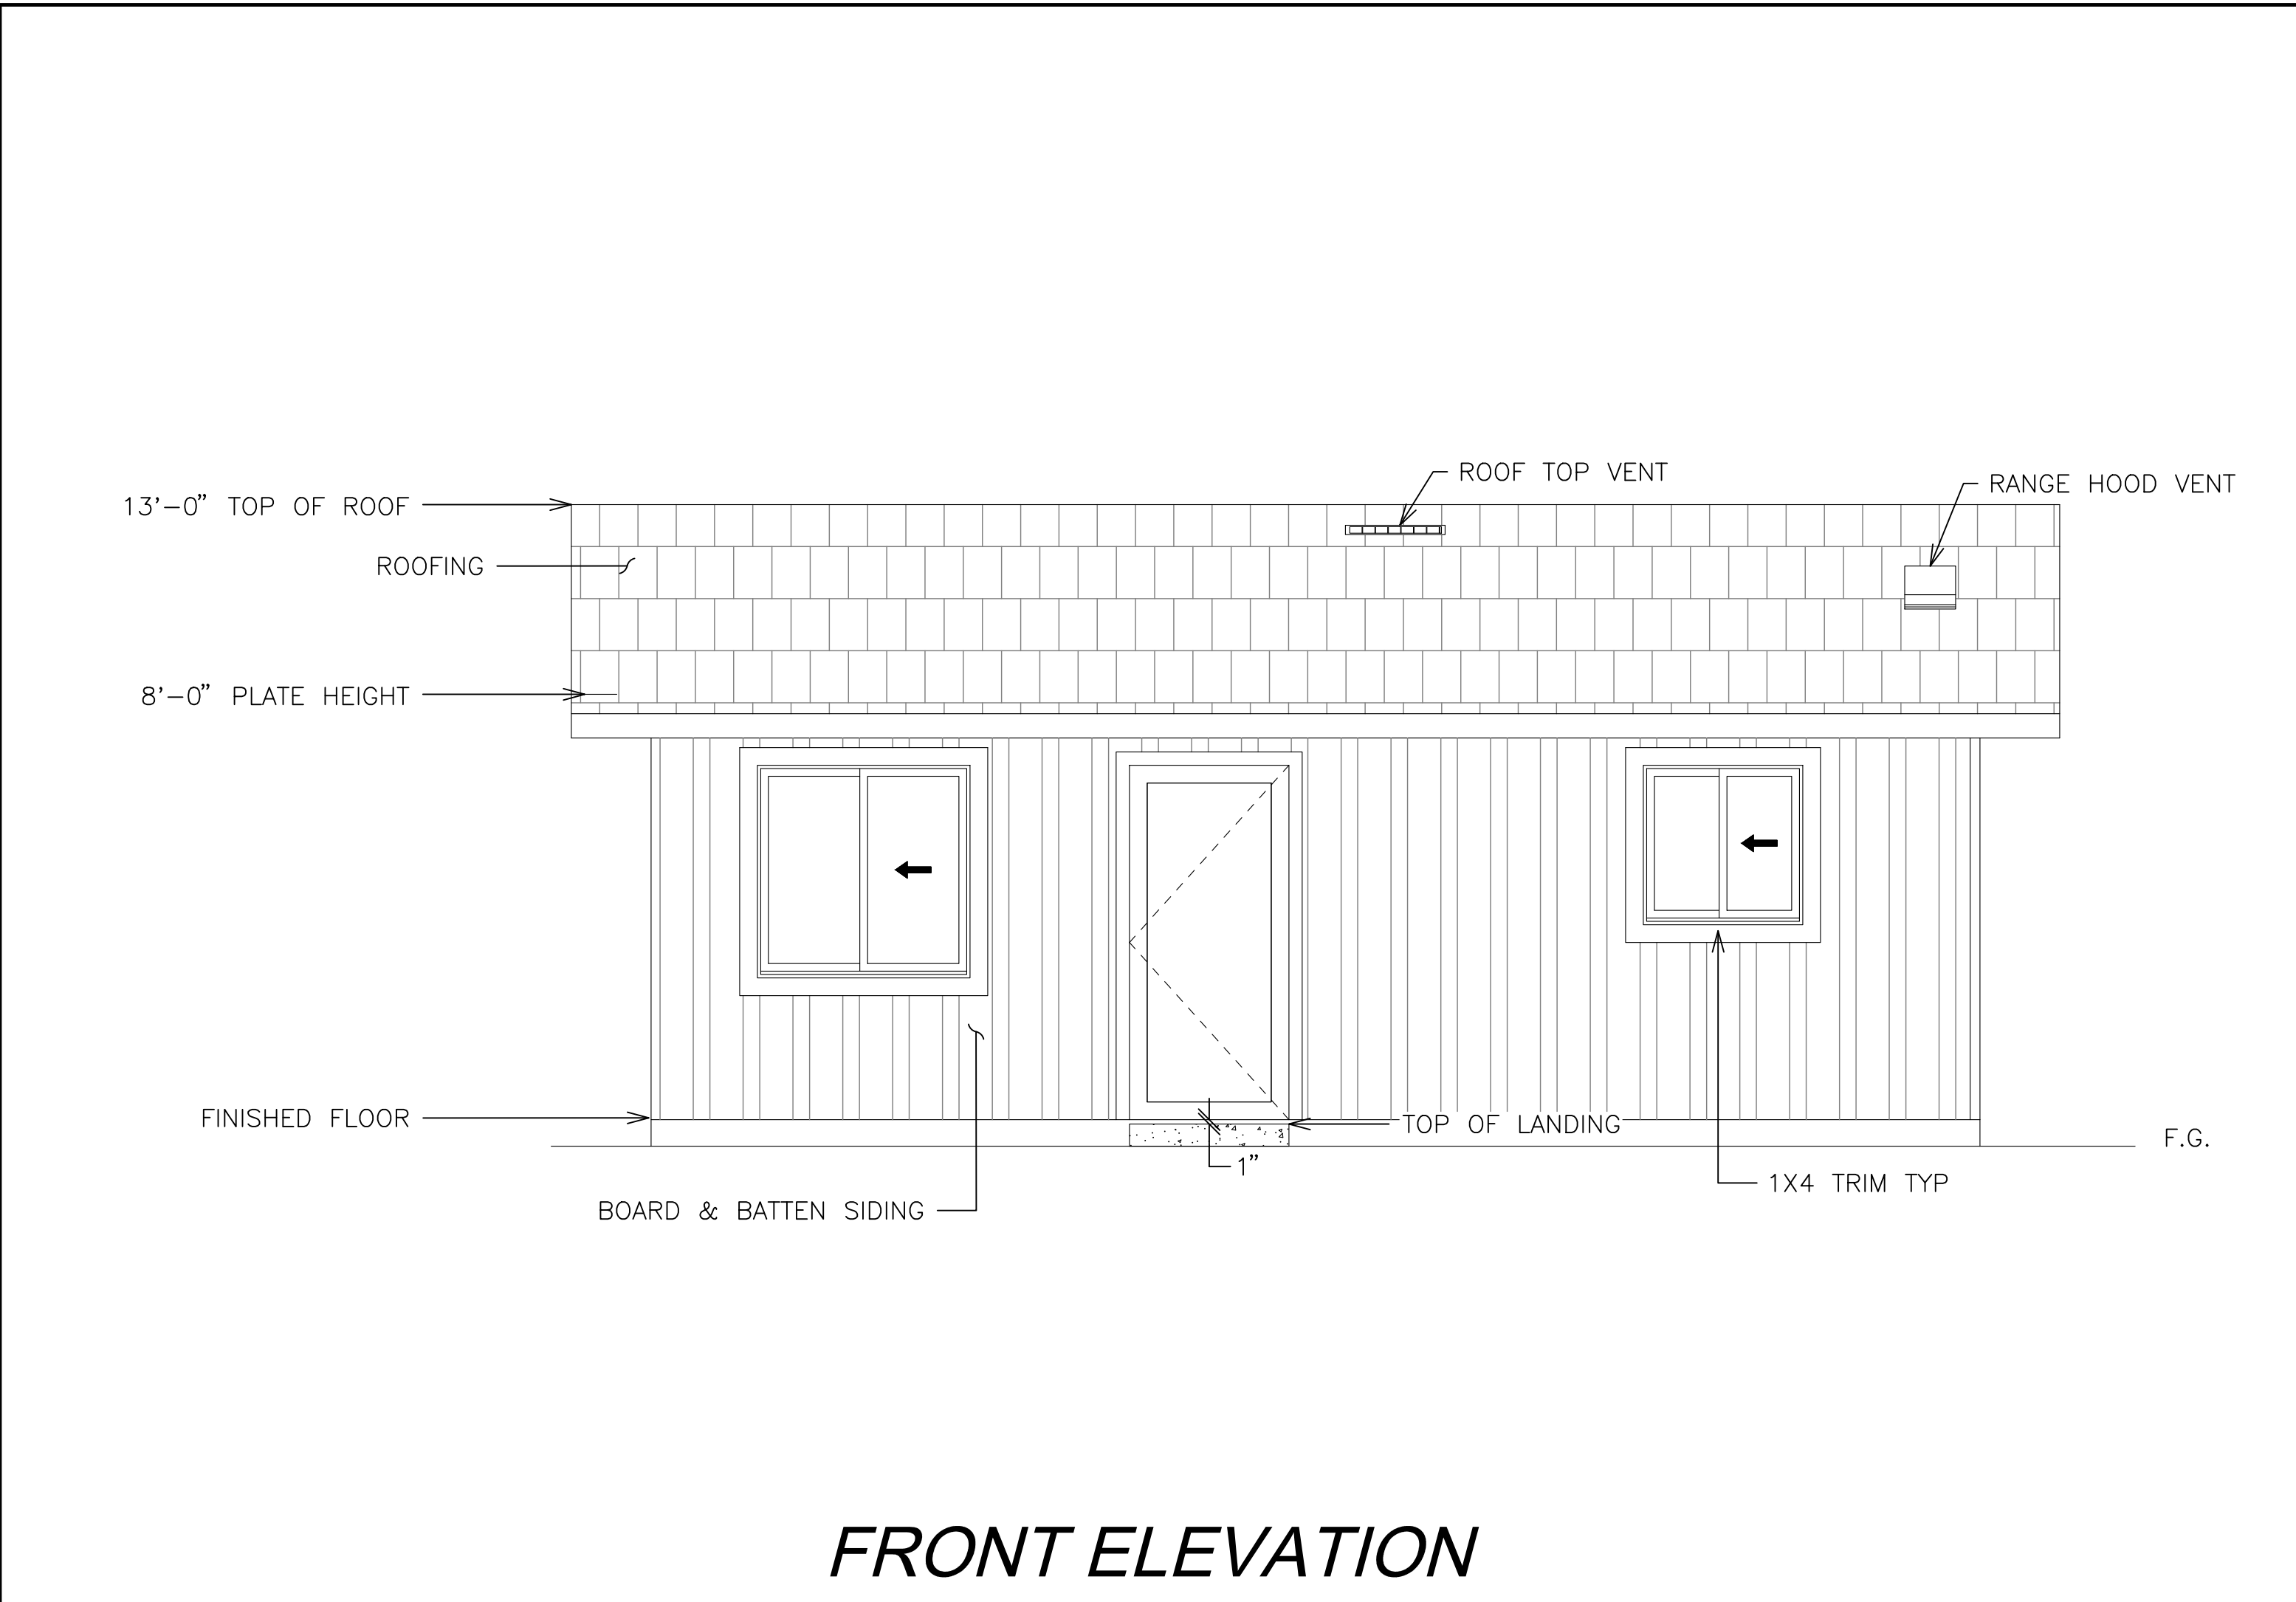 ROOF TOP VENT
RANGE HOOD VENT
13'-0" TOP OF ROOF
ROOFING
8'-0" PLATE HEIGHT
FINISHED FLOOR
TOP OF LANDING
F.G.
1"
1X4 TRIM TYP
BOARD & BATTEN SIDING
FRONT ELEVATION